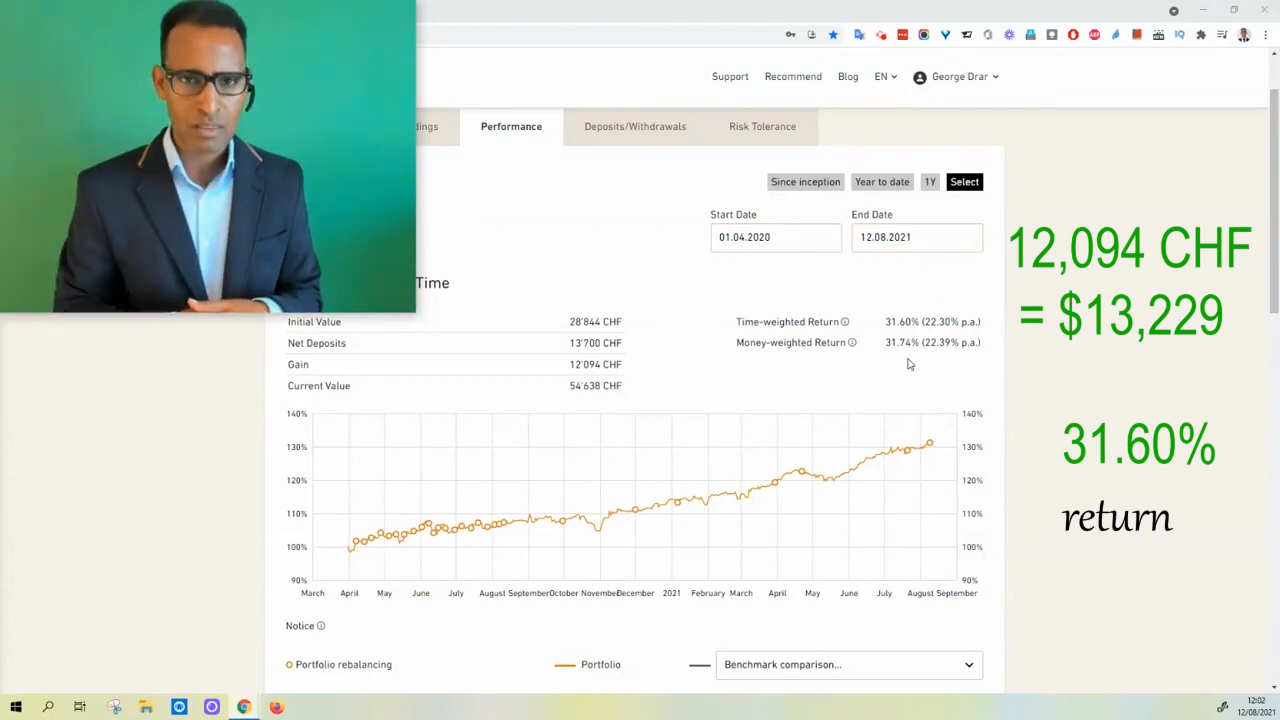 Support Recommend Blog EN George Drar
dings Performance Deposits/Withdrawals Risk Tolerance
Since inception Year to date 1Y Select
Start Date End Date
01.04.2020 12.08.2021
Time
Initial Value 28'844 CHF
Net Deposits 13'700 CHF
Gain 12'094 CHF
Current Value 54'638 CHF
Time-weighted Return 31.60% (22.30% p.a.)
Money-weighted Return 31.74% (22.39% p.a.)
12,094 CHF
= $13,229
31.60%
return
140% 140%
130% 130%
120% 120%
110% 110%
100% 100%
90% 90%
March April May June July August September October November December 2021 February March April May June July August September
Notice
Portfolio rebalancing Portfolio Benchmark comparison...
12:02
12/08/2021